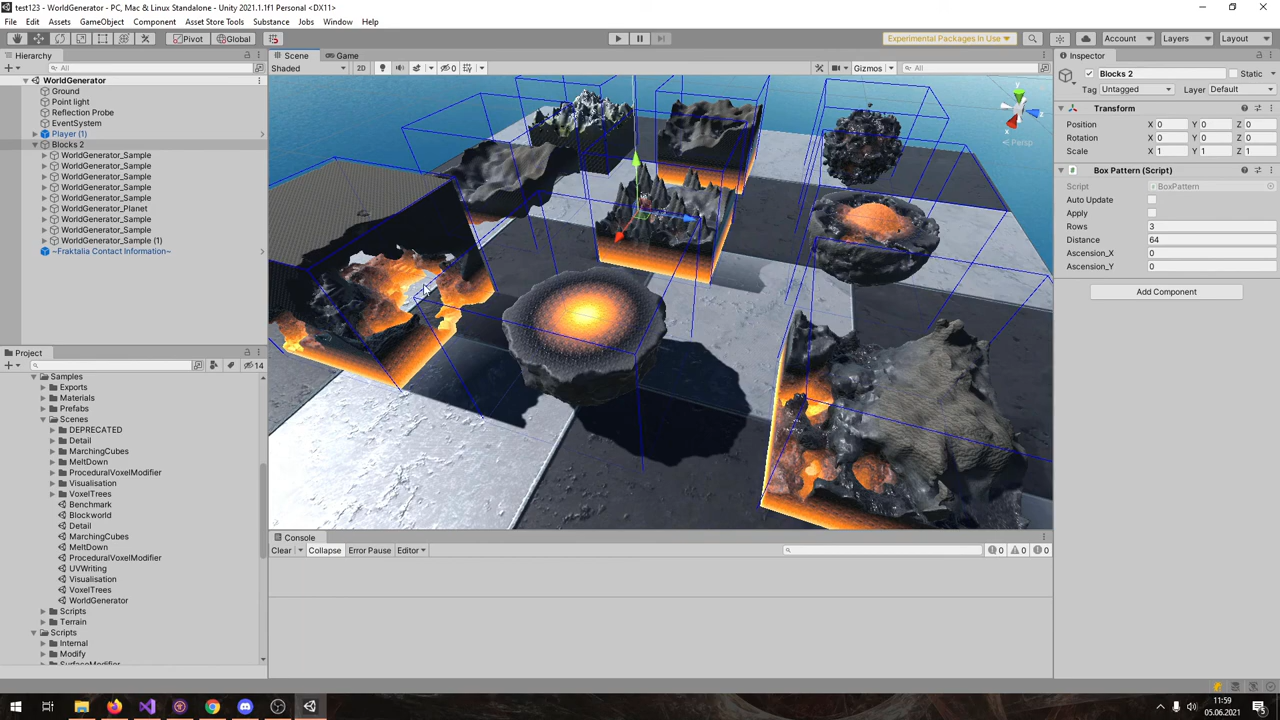 test123 - WorldGenerator - PC, Mac & Linux Standalone - Unity 2021.1.1f1 Personal <DX11>
File Edit Assets GameObject Component Asset Store Tools Substance Jobs Window Help
Pivot Global
Experimental Packages In Use
Account Layers Layout
Hierarchy
All
WorldGenerator
Ground
Point light
Reflection Probe
EventSystem
Player (1)
Blocks 2
WorldGenerator_Sample
WorldGenerator_Sample
WorldGenerator_Sample
WorldGenerator_Sample
WorldGenerator_Sample
WorldGenerator_Planet
WorldGenerator_Sample
WorldGenerator_Sample
WorldGenerator_Sample (1)
~Fraktalia Contact Information~
Scene Game
Shaded 2D 0 Gizmos All
y
x z
Persp
Project
14
Samples
Exports
Materials
Prefabs
Scenes
DEPRECATED
Detail
MarchingCubes
MeltDown
ProceduralVoxelModifier
Visualisation
VoxelTrees
Benchmark
Blockworld
Detail
MarchingCubes
MeltDown
ProceduralVoxelModifier
UVWriting
Visualisation
VoxelTrees
WorldGenerator
Scripts
Terrain
Scripts
Internal
Modify
SurfaceModifier
Console
Clear Collapse Error Pause Editor
0 0 0
Inspector
Blocks 2 Static
Tag Untagged Layer Default
Transform
Position X 0 Y 0 Z 0
Rotation X 0 Y 0 Z 0
Scale X 1 Y 1 Z 1
Box Pattern (Script)
Script BoxPattern
Auto Update
Apply
Rows 3
Distance 64
Ascension_X 0
Ascension_Y 0
Add Component
11:59
05.06.2021